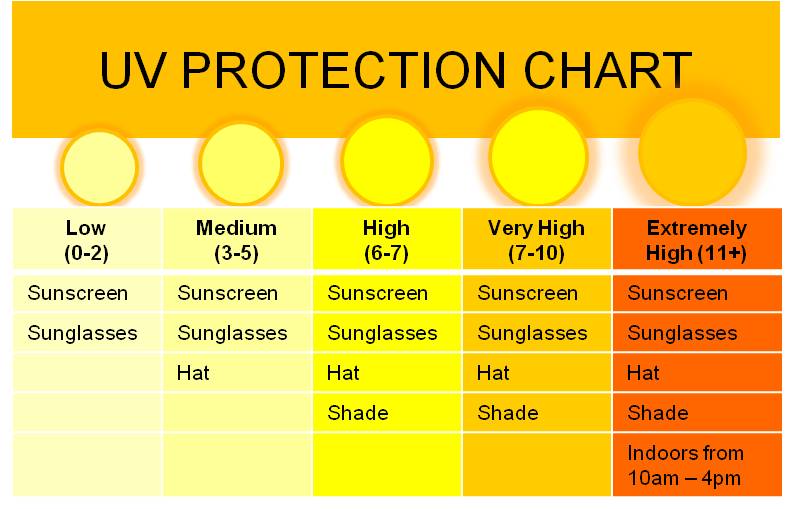 UV PROTECTION CHART
Low Medium High Very High Extremely
(0-2) (3-5) (6-7) (7-10) High (11+)
Sunscreen Sunscreen Sunscreen Sunscreen Sunscreen
Sunglasses Sunglasses Sunglasses Sunglasses Sunglasses
Hat Hat Hat Hat
Shade Shade Shade
Indoors from
10am – 4pm